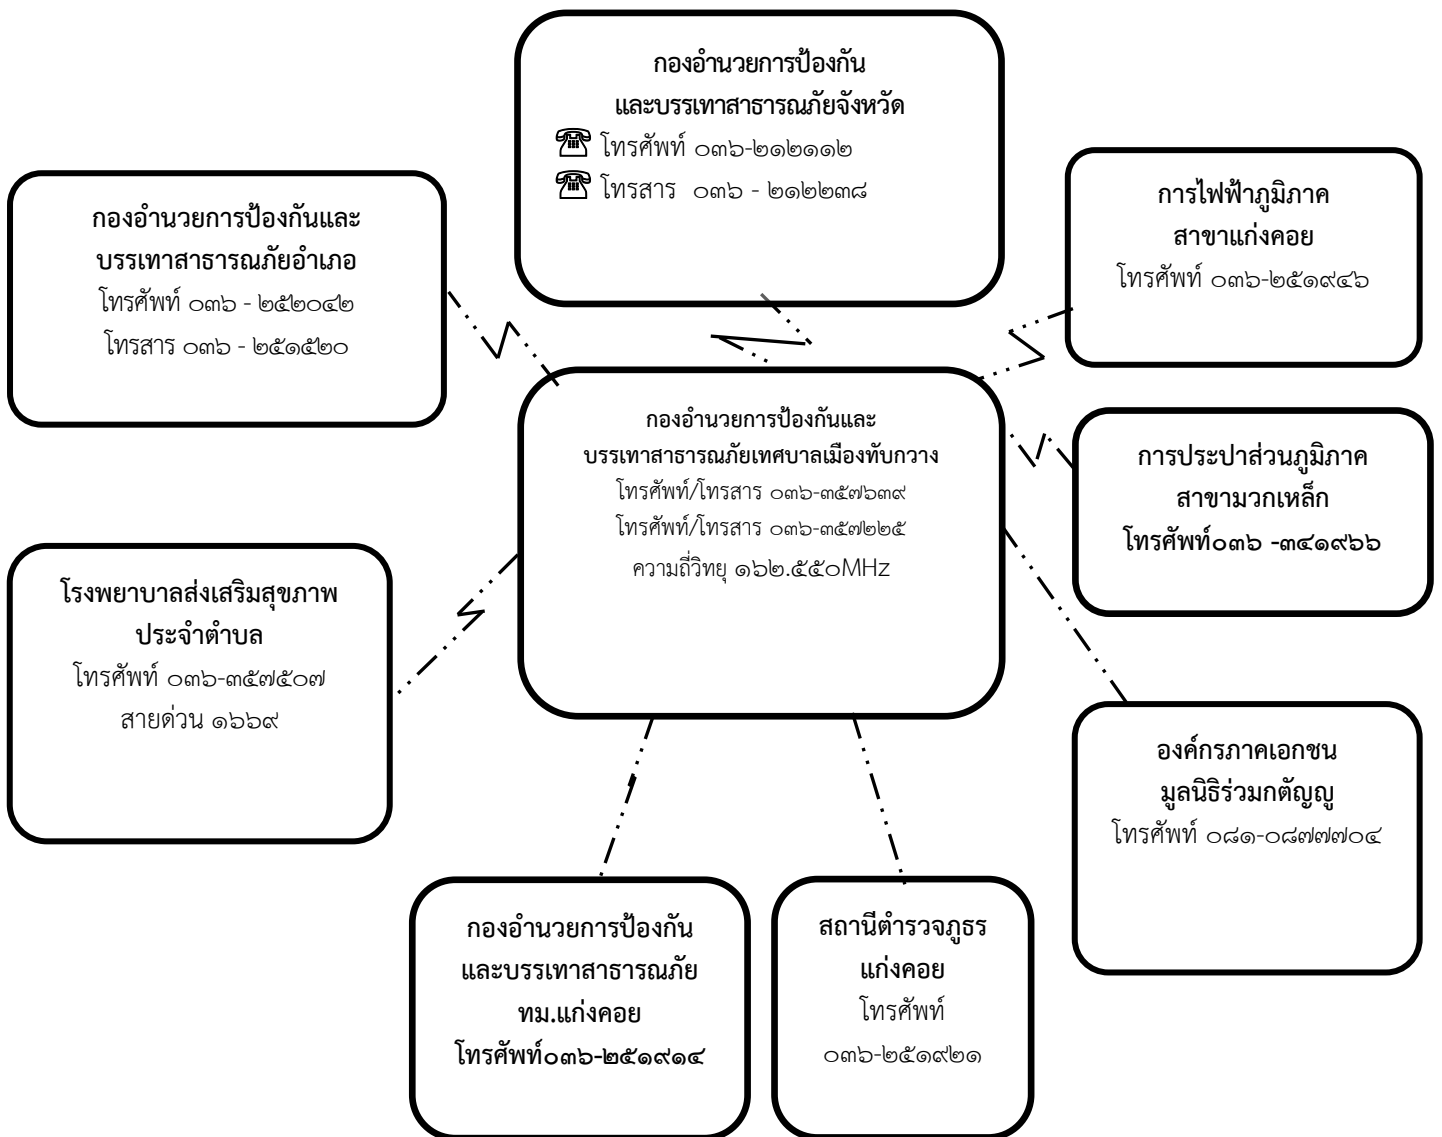 กองอำนวยการป้องกัน
และบรรเทาสาธารณภัยจังหวัด
โทรศัพท์ ๐๓๖-๒๑๒๑๑๒
โทรสาร ๐๓๖ - ๒๑๒๒๓๘
กองอำนวยการป้องกันและ
บรรเทาสาธารณภัยอำเภอ
โทรศัพท์ ๐๓๖ - ๒๕๒๐๔๒
โทรสาร ๐๓๖ - ๒๕๑๕๒๐
การไฟฟ้าภูมิภาค
สาขาแก่งคอย
โทรศัพท์ ๐๓๖-๒๕๑๙๔๖
กองอำนวยการป้องกันและ
บรรเทาสาธารณภัยเทศบาลเมืองทับกวาง
โทรศัพท์/โทรสาร ๐๓๖-๓๕๗๖๓๙
โทรศัพท์/โทรสาร ๐๓๖-๓๕๗๒๒๕
ความถี่วิทยุ ๑๖๒.๕๕๐MHz
การประปาส่วนภูมิภาค
สาขามวกเหล็ก
โทรศัพท์๐๓๖ -๓๔๑๙๖๖
โรงพยาบาลส่งเสริมสุขภาพ
ประจำตำบล
โทรศัพท์ ๐๓๖-๓๕๗๕๐๗
สายด่วน ๑๖๖๙
องค์กรภาคเอกชน
มูลนิธิร่วมกตัญญู
โทรศัพท์ ๐๘๑-๐๘๗๗๗๐๔
กองอำนวยการป้องกัน
และบรรเทาสาธารณภัย
ทม.แก่งคอย
โทรศัพท์๐๓๖-๒๕๑๙๑๔
สถานีตำรวจภูธร
แก่งคอย
โทรศัพท์
๐๓๖-๒๕๑๙๒๑